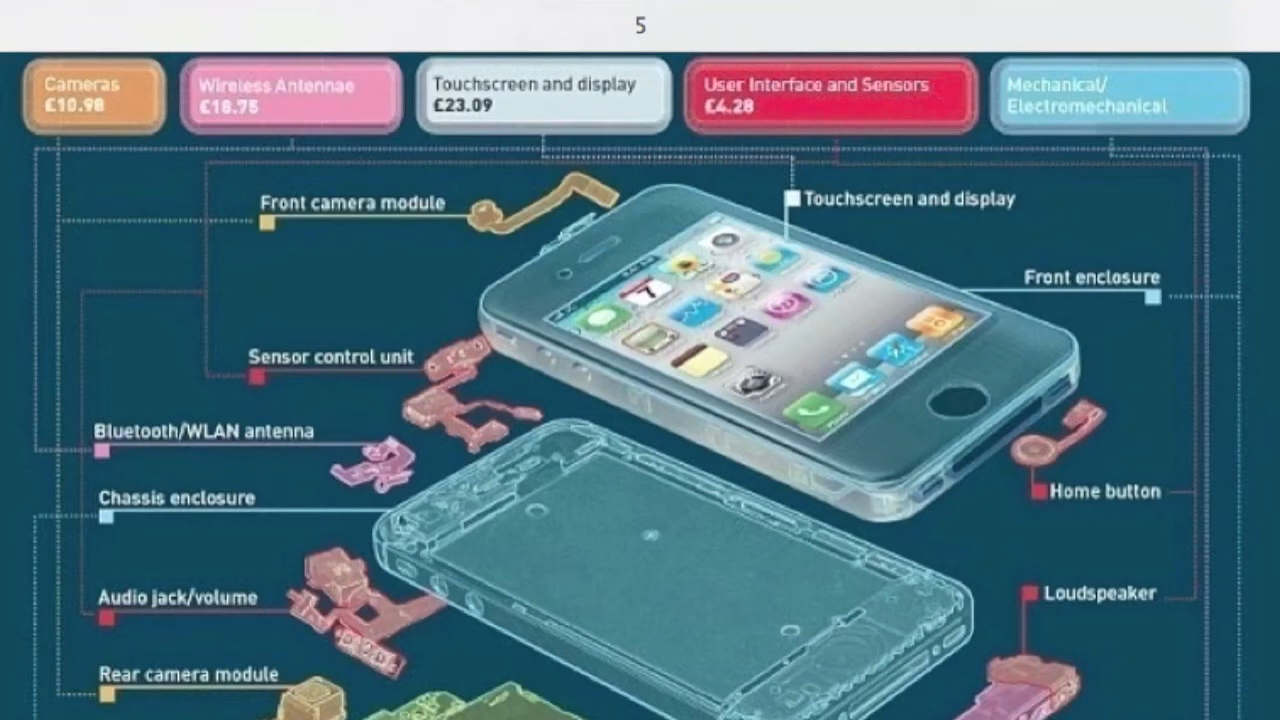 5
Cameras
£10.98
Wireless Antennae
£18.75
Touchscreen and display
£23.09
User Interface and Sensors
£4.28
Mechanical/
Electromechanical
Front camera module
Touchscreen and display
Front enclosure
7
Sensor control unit
Bluetooth/WLAN antenna
Home button
Chassis enclosure
Audio jack/volume
Loudspeaker
Rear camera module